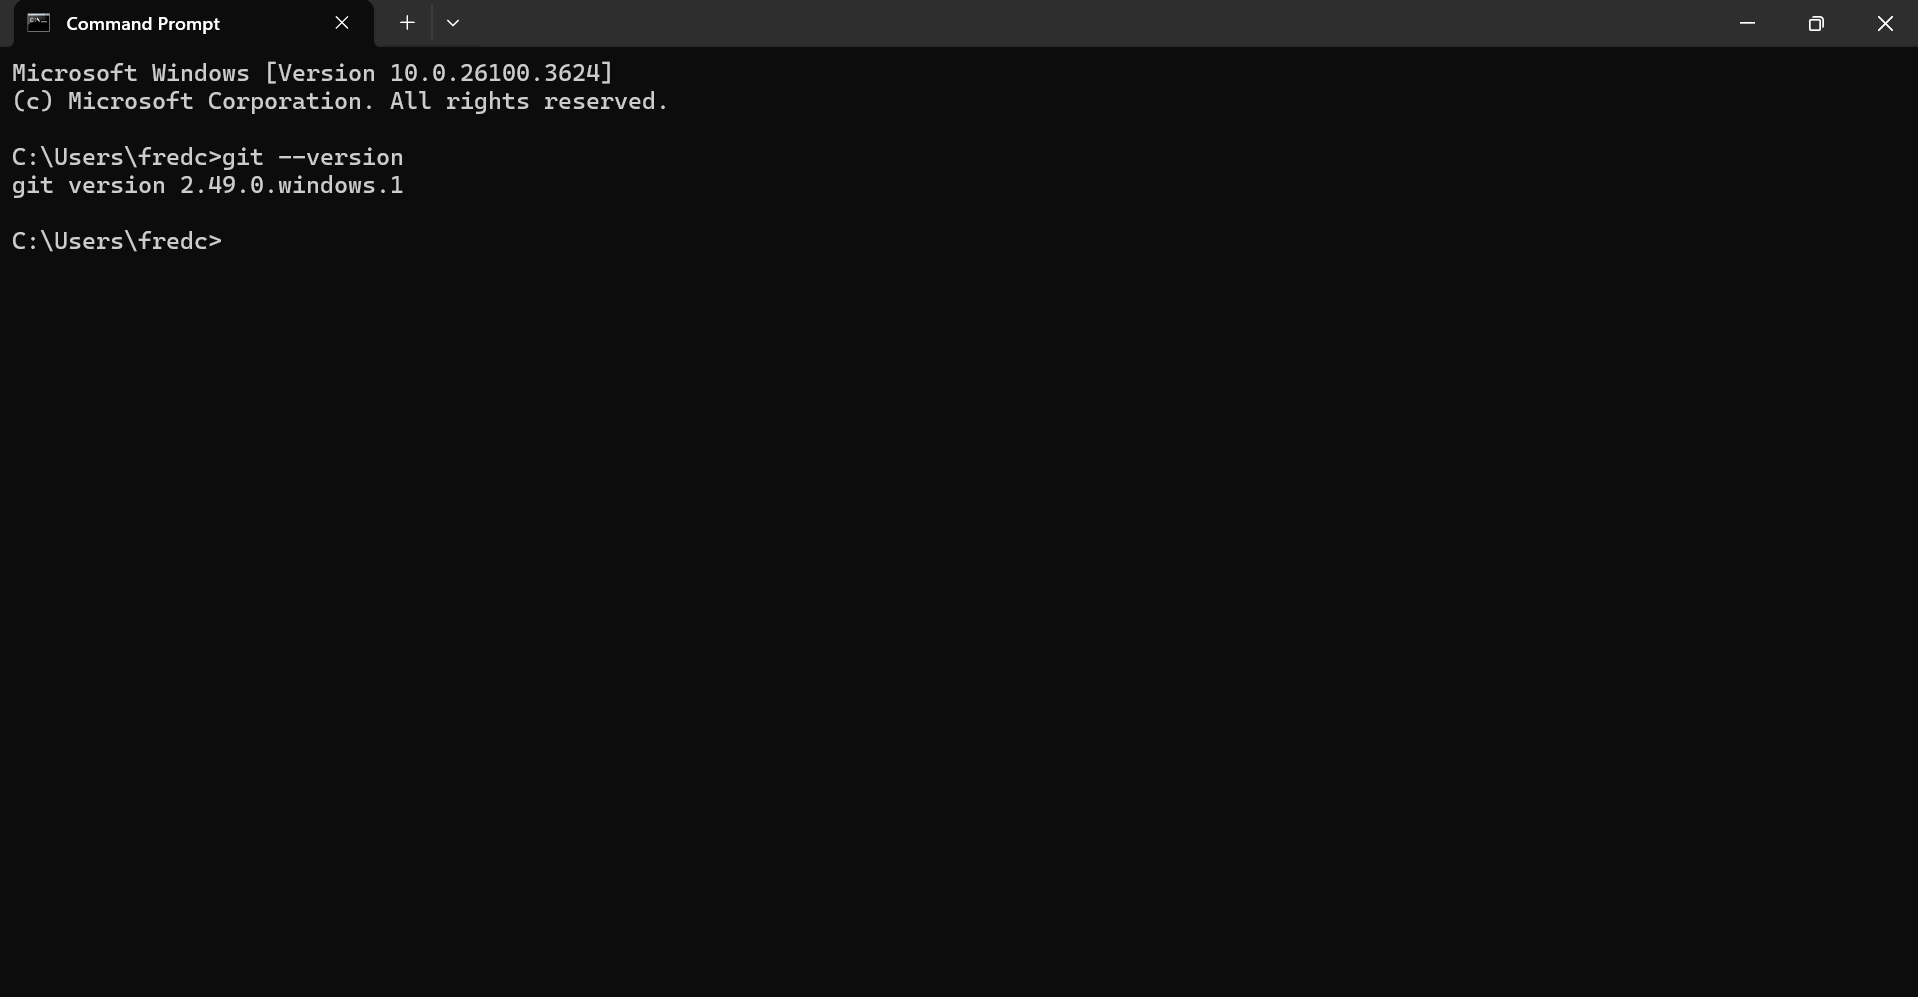 Command Prompt
Microsoft Windows [Version 10.0.26100.3624]
(c) Microsoft Corporation. All rights reserved.
C:\Users\fredc>git --version
git version 2.49.0.windows.1
C:\Users\fredc>